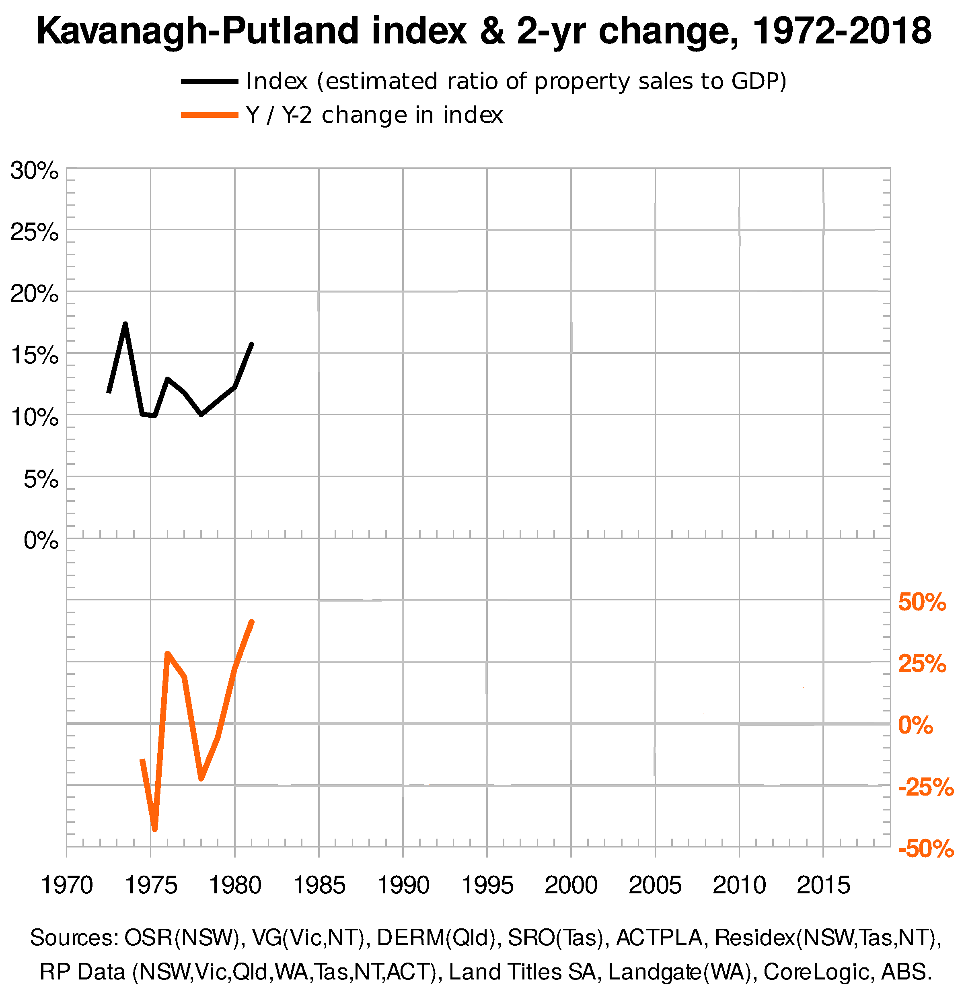 Kavanagh-Putland index & 2-yr change, 1972-2018
Index (estimated ratio of property sales to GDP)
Y / Y-2 change in index
30%
25%
20%
15%
10%
5%
0%
50%
25%
0%
-25%
-50%
1970 1975 1980 1985 1990 1995 2000 2005 2010 2015
Sources: OSR(NSW), VG(Vic,NT), DERM(Qld), SRO(Tas), ACTPLA, Residex(NSW,Tas,NT),
RP Data (NSW,Vic,Qld,WA,Tas,NT,ACT), Land Titles SA, Landgate(WA), CoreLogic, ABS.